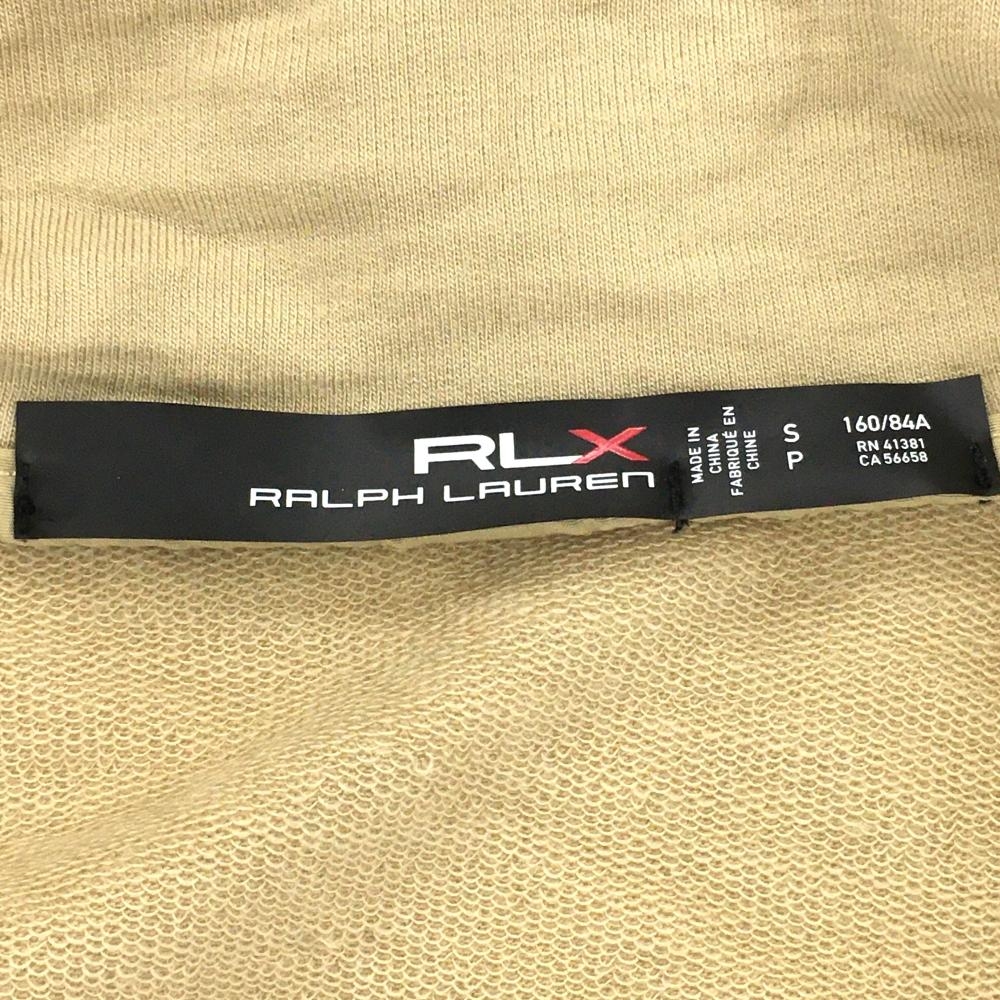 RLX
RALPH LAUREN
MADE IN
CHINA
FABRIQUÉ EN
CHINE
S
P
160/84A
RN 41381
CA 56658